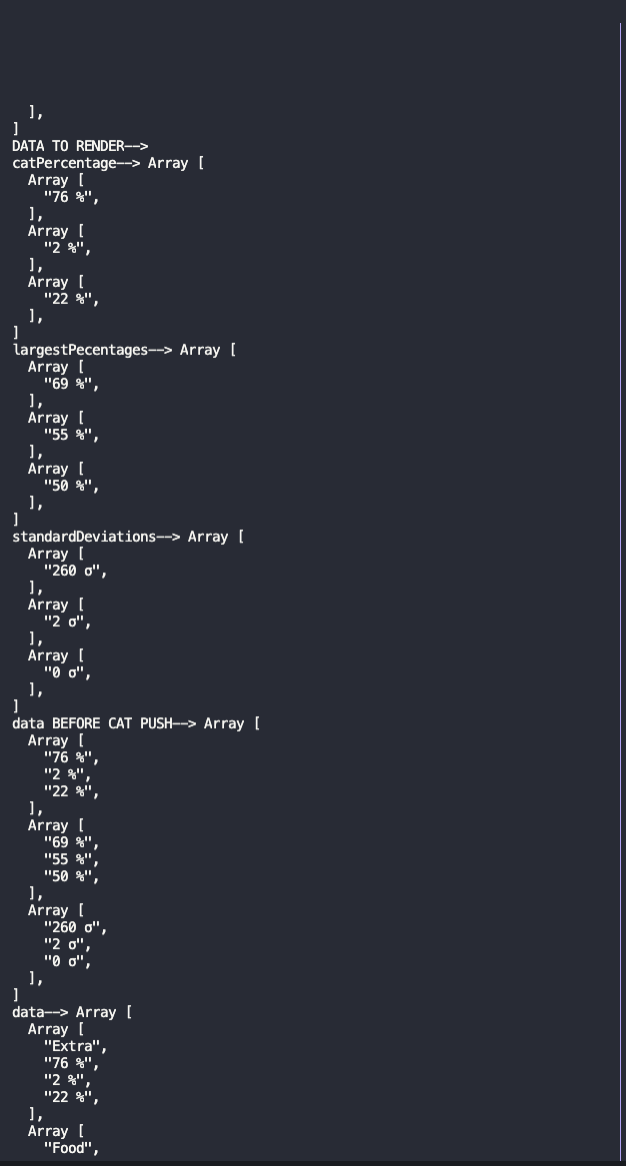 ],
]
DATA TO RENDER-->
catPercentage--> Array [
  Array [
    "76 %",
  ],
  Array [
    "2 %",
  ],
  Array [
    "22 %",
  ],
]
largestPecentages--> Array [
  Array [
    "69 %",
  ],
  Array [
    "55 %",
  ],
  Array [
    "50 %",
  ],
]
standardDeviations--> Array [
  Array [
    "260 σ",
  ],
  Array [
    "2 σ",
  ],
  Array [
    "0 σ",
  ],
]
data BEFORE CAT PUSH--> Array [
  Array [
    "76 %",
    "2 %",
    "22 %",
  ],
  Array [
    "69 %",
    "55 %",
    "50 %",
  ],
  Array [
    "260 σ",
    "2 σ",
    "0 σ",
  ],
]
data--> Array [
  Array [
    "Extra",
    "76 %",
    "2 %",
    "22 %",
  ],
  Array [
    "Food",